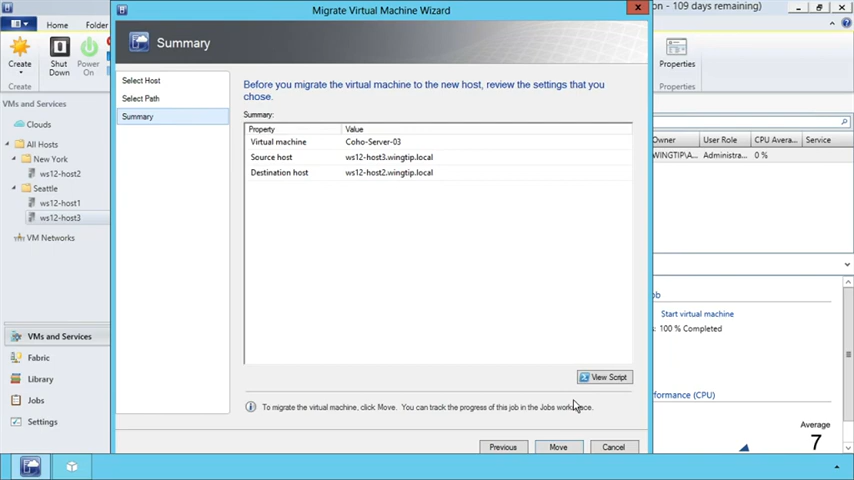 Migrate Virtual Machine Wizard
on - 109 days remaining)
Home
Folder
Create
Shut Down
Power On
Create
VMs and Services
Clouds
All Hosts
New York
ws12-host2
Seattle
ws12-host1
ws12-host3
VM Networks
VMs and Services
Fabric
Library
Jobs
Settings
Summary
Select Host
Select Path
Summary
Before you migrate the virtual machine to the new host, review the settings that you
chose.
Summary:
Property Value
Virtual machine Coho-Server-03
Source host ws12-host3.wingtip.local
Destination host ws12-host2.wingtip.local
View Script
To migrate the virtual machine, click Move. You can track the progress of this job in the Jobs workspace.
Previous Move Cancel
Properties
Properties
Owner User Role CPU Avera... Service
WINGTIP\A... Administra... 0 %
ob
Start virtual machine
s: 100 % Completed
erformance (CPU)
Average
7